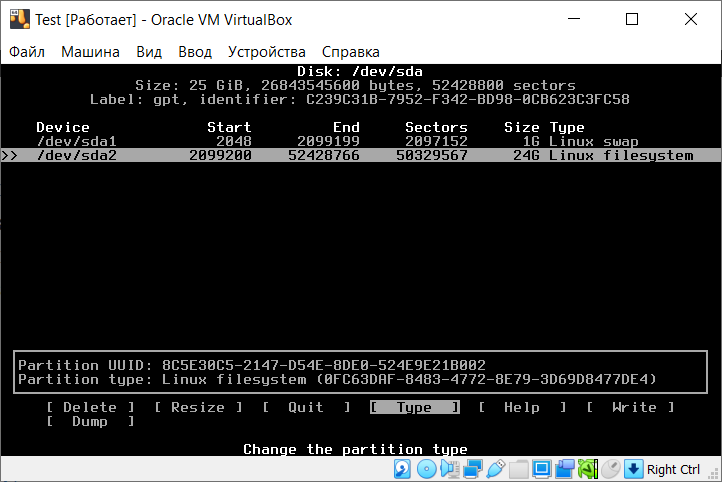 Test [Работает] - Oracle VM VirtualBox
Файл Машина Вид Ввод Устройства Справка
Disk: /dev/sda
Size: 25 GiB, 26843545600 bytes, 52428800 sectors
Label: gpt, identifier: C239C31B-7952-F342-BD98-0CB623C3FC58
Device Start End Sectors Size Type
/dev/sda1 2048 2099199 2097152 1G Linux swap
>> /dev/sda2 2099200 52428766 50329567 24G Linux filesystem
Partition UUID: 8C5E30C5-2147-D54E-8DE0-524E9E21B002
Partition type: Linux filesystem (0FC63DAF-8483-4772-8E79-3D69D8477DE4)
[ Delete ] [ Resize ] [ Quit ] [ Type ] [ Help ] [ Write ]
[ Dump ]
Change the partition type
Right Ctrl